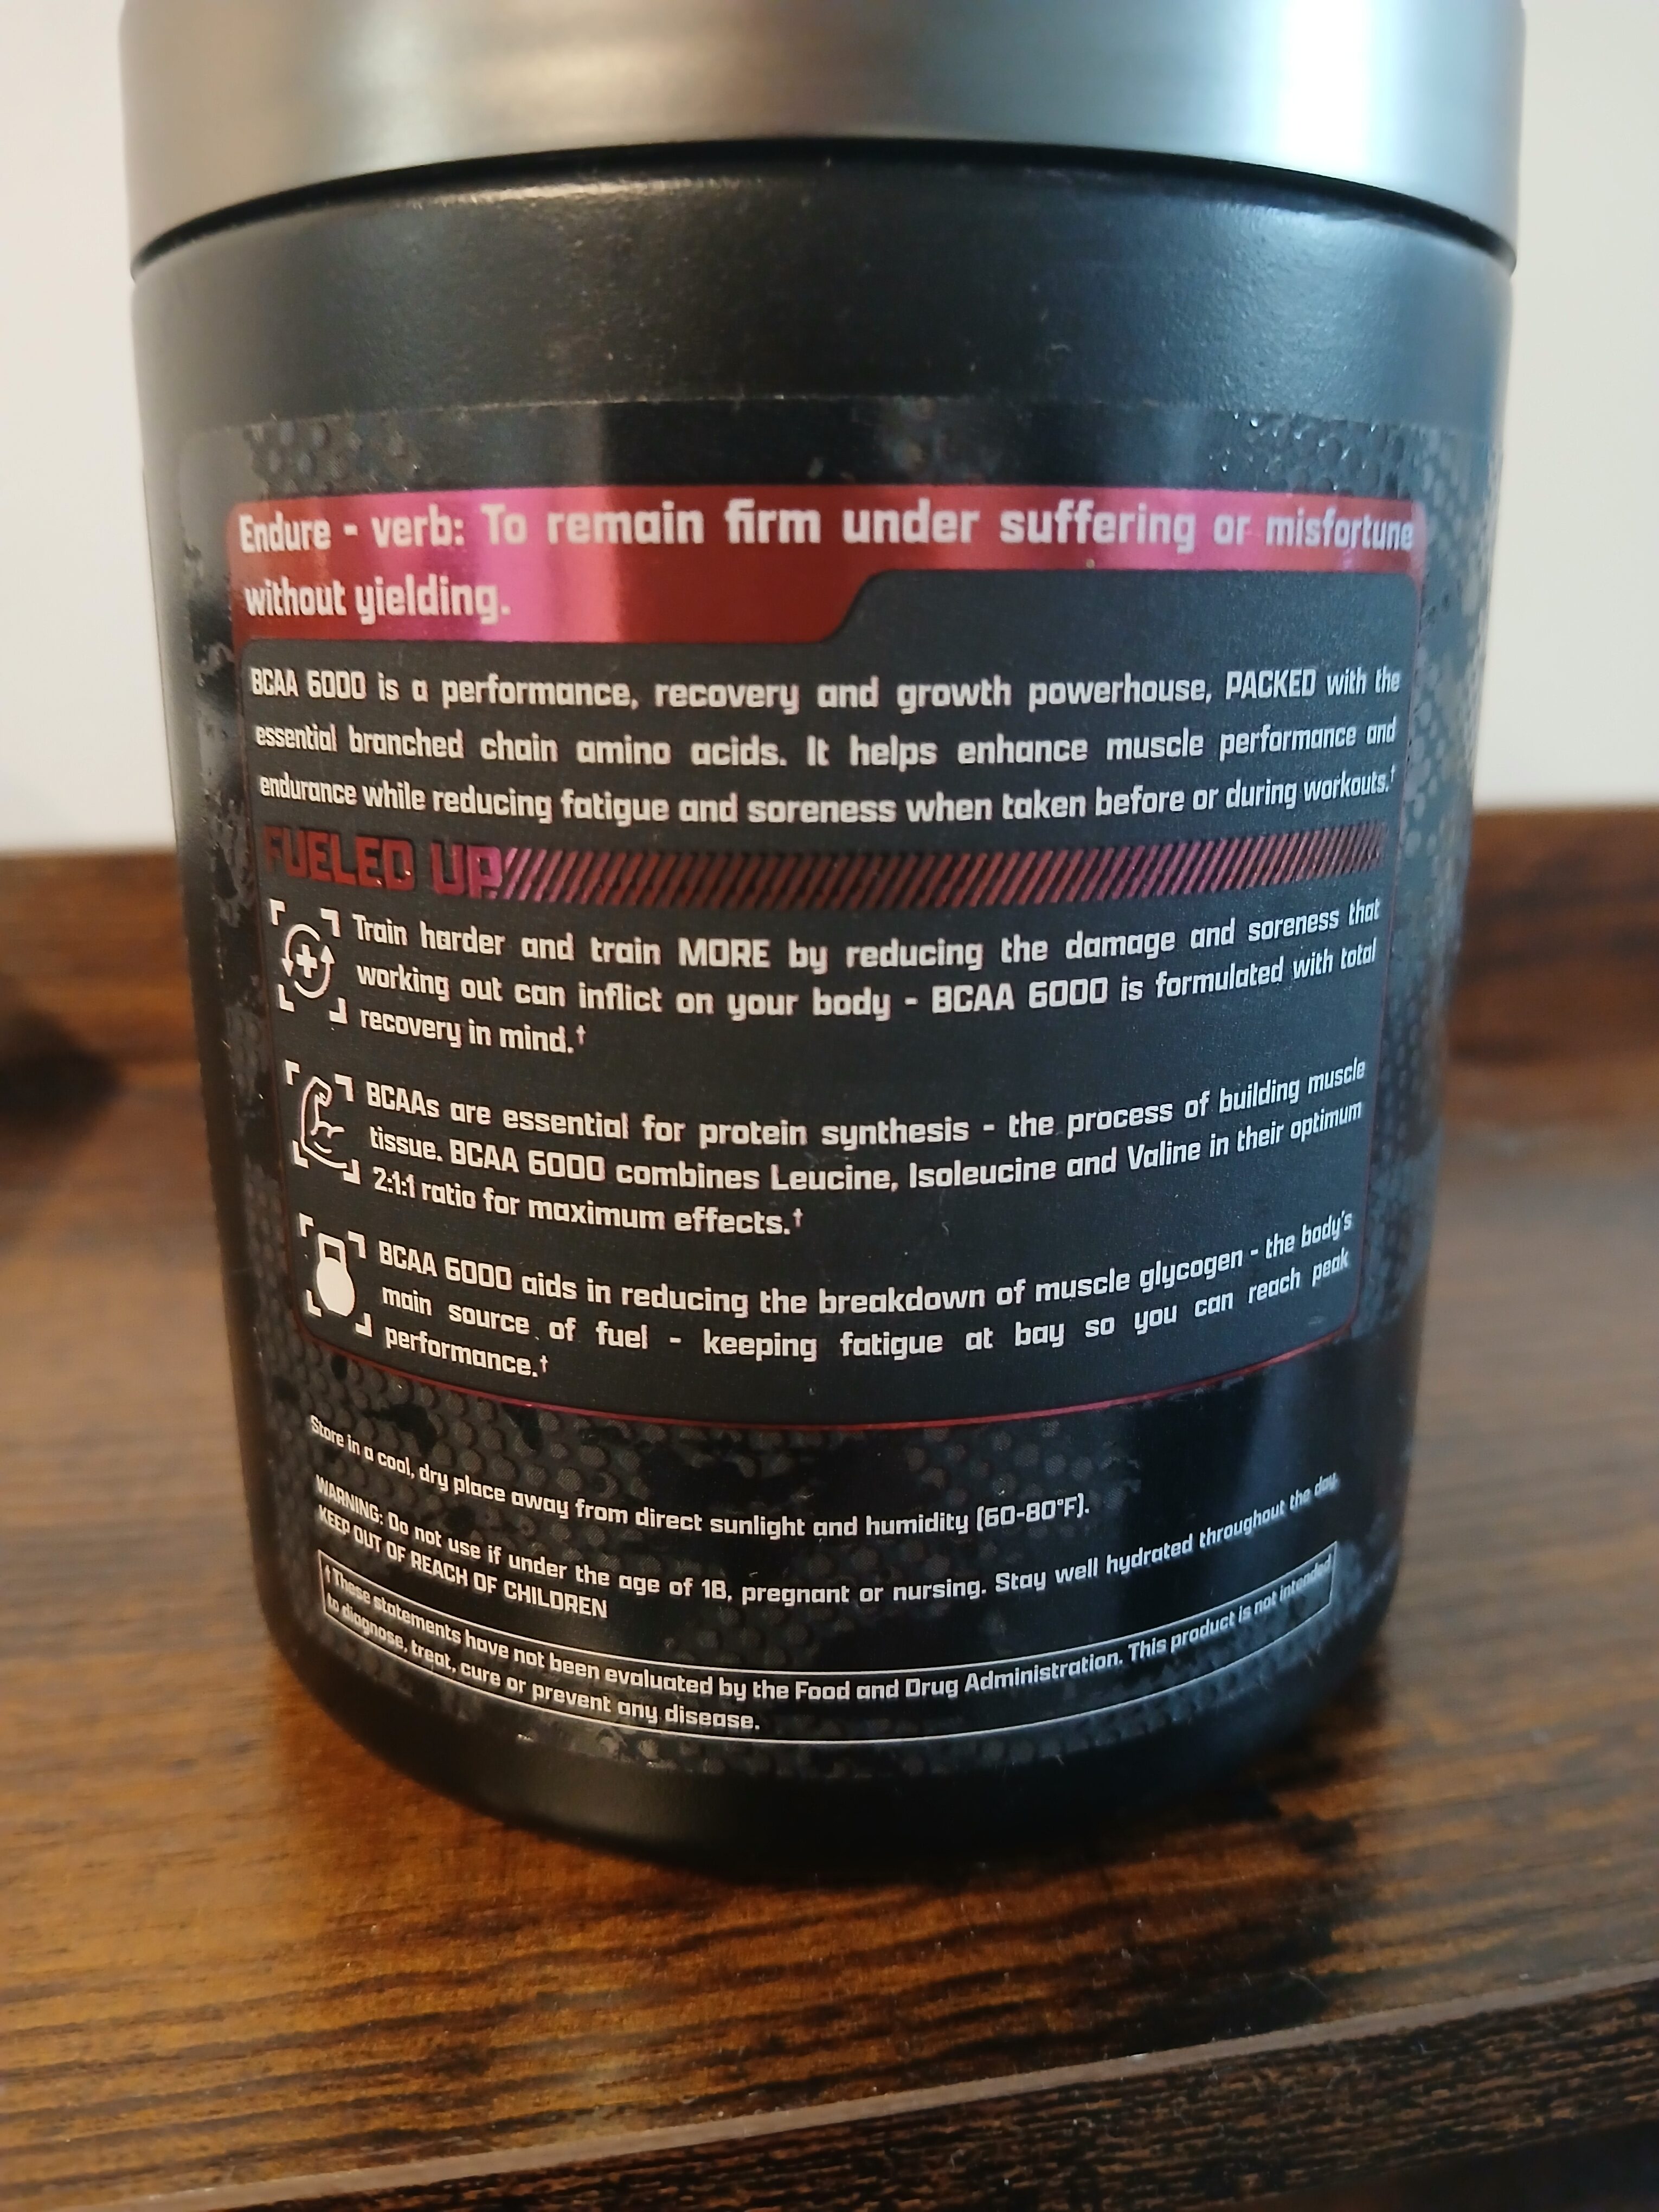 Endure - verb: To remain firm under suffering or misfortune
without yielding.
BCAA 6000 is a performance, recovery and growth powerhouse, PACKED with the
essential branched chain amino acids. It helps enhance muscle performance and
endurance while reducing fatigue and soreness when taken before or during workouts.†
FUELED UP
Train harder and train MORE by reducing the damage and soreness that
working out can inflict on your body - BCAA 6000 is formulated with total
recovery in mind.†
BCAAs are essential for protein synthesis - the process of building muscle
tissue. BCAA 6000 combines Leucine, Isoleucine and Valine in their optimum
2:1:1 ratio for maximum effects.†
BCAA 6000 aids in reducing the breakdown of muscle glycogen - the body's
main source of fuel - keeping fatigue at bay so you can reach peak
performance.†
Store in a cool, dry place away from direct sunlight and humidity (60-80°F).
WARNING: Do not use if under the age of 18, pregnant or nursing. Stay well hydrated throughout the day.
KEEP OUT OF REACH OF CHILDREN
† These statements have not been evaluated by the Food and Drug Administration. This product is not intended
to diagnose, treat, cure or prevent any disease.